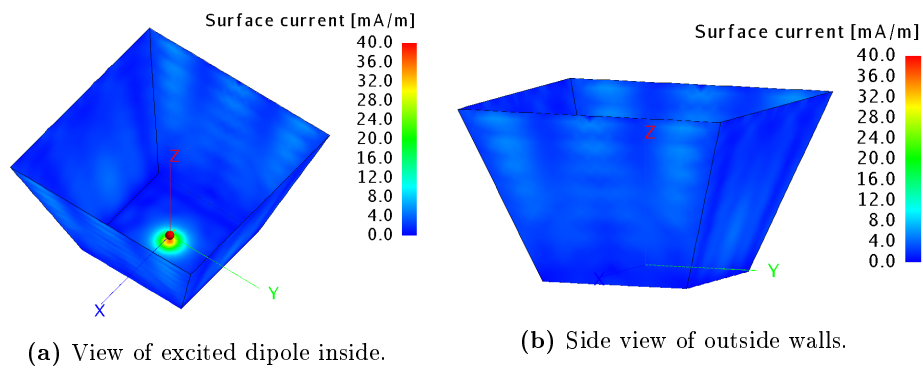 Surface current [mA/m]
40.0
36.0
32.0
28.0
24.0
20.0
16.0
12.0
8.0
4.0
0.0
Z
X
Y
(a) View of excited dipole inside.
Surface current [mA/m]
40.0
36.0
32.0
28.0
24.0
20.0
16.0
12.0
8.0
4.0
0.0
Z
X
Y
(b) Side view of outside walls.